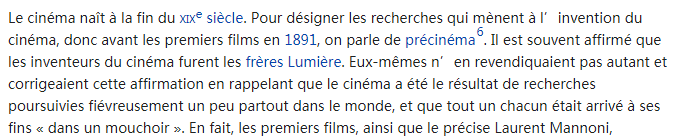 Le cinéma naît à la fin du XIXe siècle. Pour désigner les recherches qui mènent à l’invention du
cinéma, donc avant les premiers films en 1891, on parle de précinéma6. Il est souvent affirmé que
les inventeurs du cinéma furent les frères Lumière. Eux-mêmes n’en revendiquaient pas autant et
corrigeaient cette affirmation en rappelant que le cinéma a été le résultat de recherches
poursuivies fiévreusement un peu partout dans le monde, et que tout un chacun était arrivé à ses
fins « dans un mouchoir ». En fait, les premiers films, ainsi que le précise Laurent Mannoni,